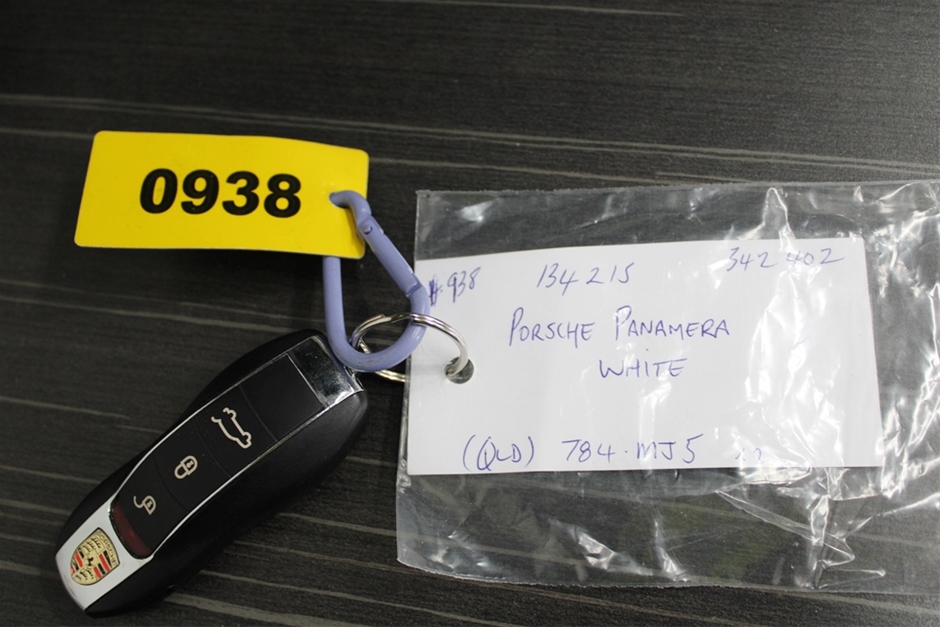 0938
#938 134215 342402
PORSCHE PANAMERA
WHITE
(QLD) 784·MJ5